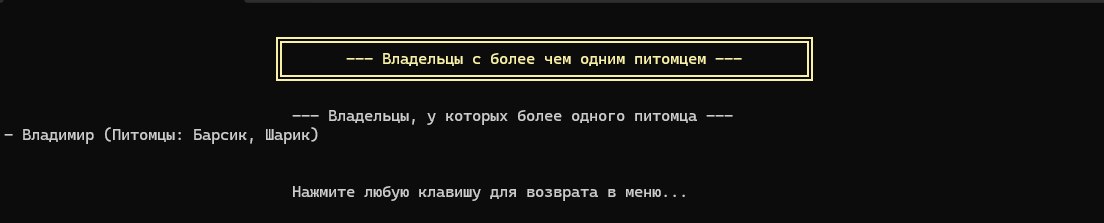 --- Владельцы с более чем одним питомцем ---
--- Владельцы, у которых более одного питомца ---
- Владимир (Питомцы: Барсик, Шарик)
Нажмите любую клавишу для возврата в меню...